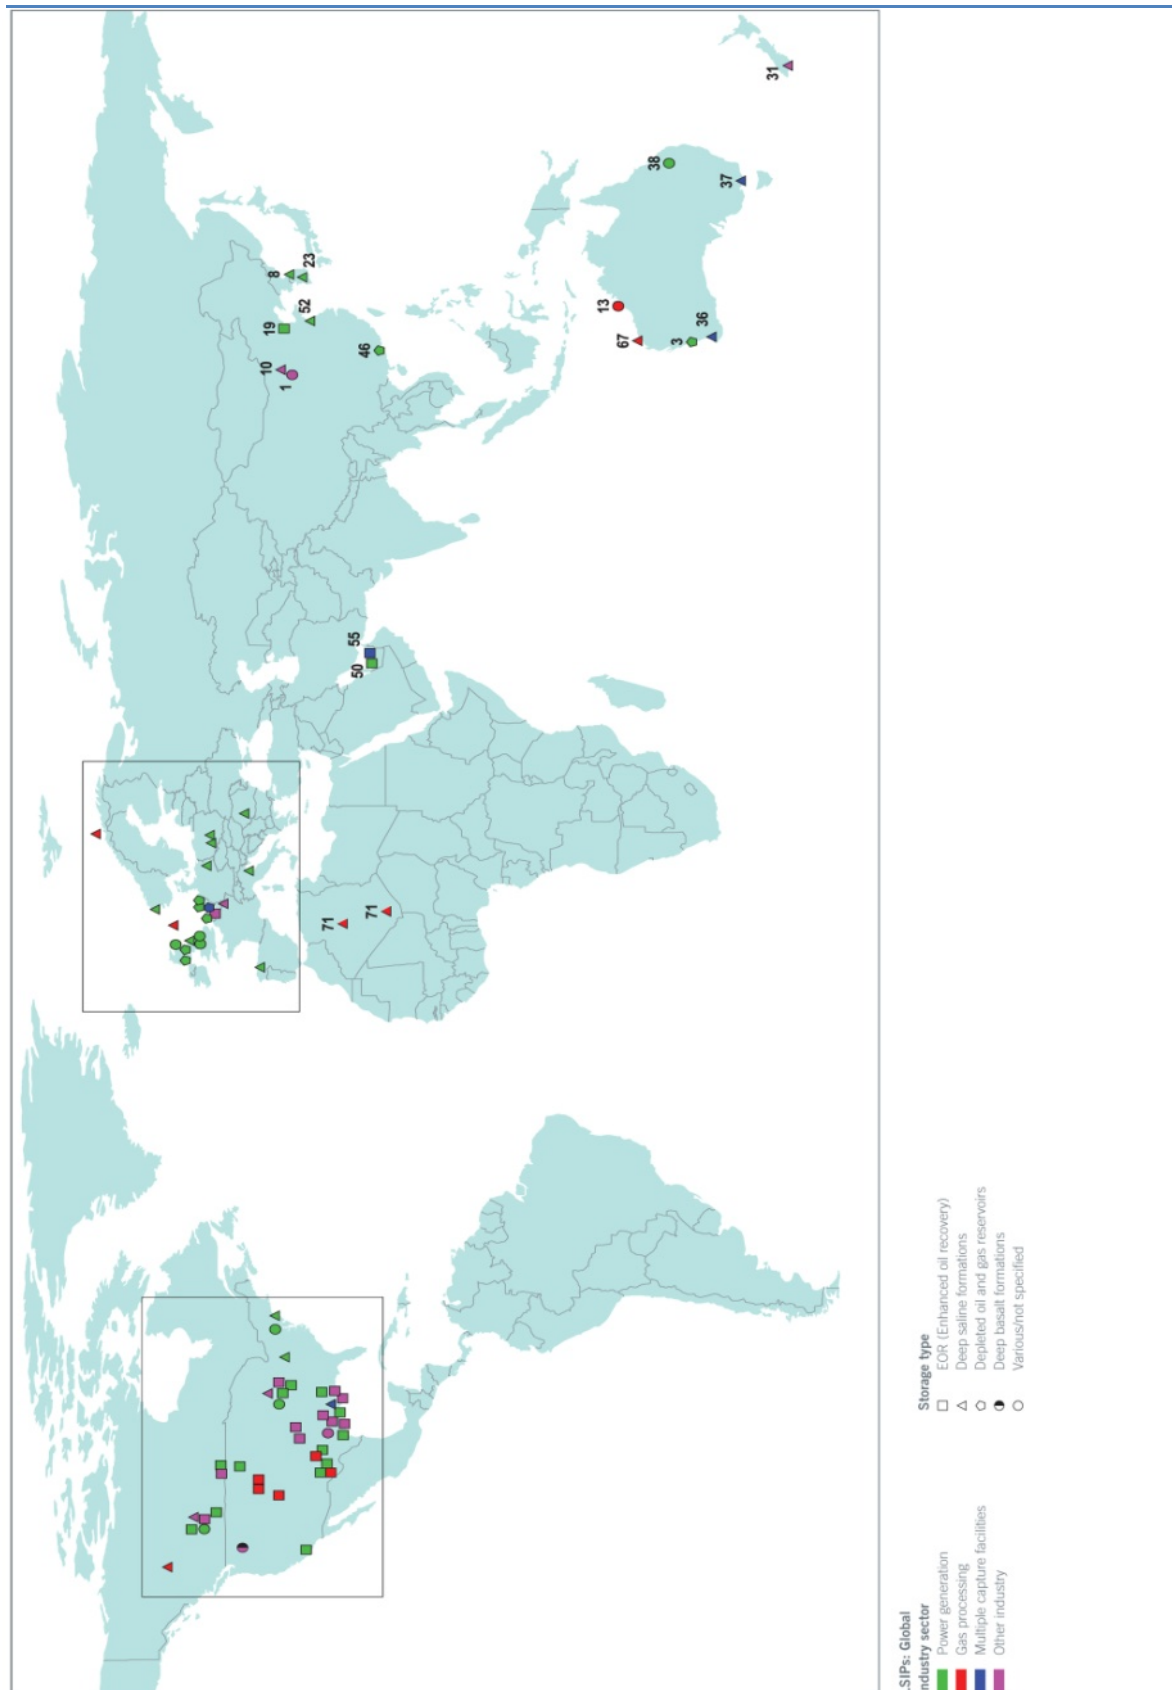 31
38
37
8
23
52
19
46
10
1
13
67
3
36
55
50
71
71
.SIPs: Global
ndustry sector
Power generation
Gas processing
Multiple capture facilities
Other industry
Storage type
EOR (Enhanced oil recovery)
Deep saline formations
Depleted oil and gas reservoirs
Deep basalt formations
Various/not specified